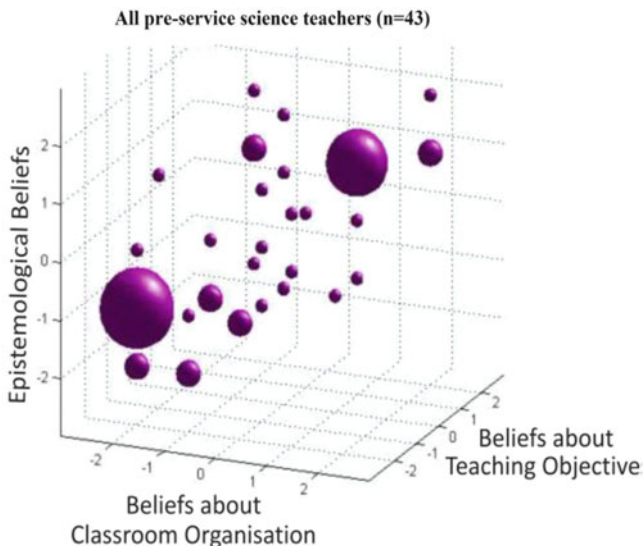 All pre-service science teachers (n=43)
Epistemological Beliefs
2
1
0
-1
-2
-2
-1
0
1
2
Beliefs about
Classroom Organisation
-2
-1
0
1
2
Beliefs about
Teaching Objective